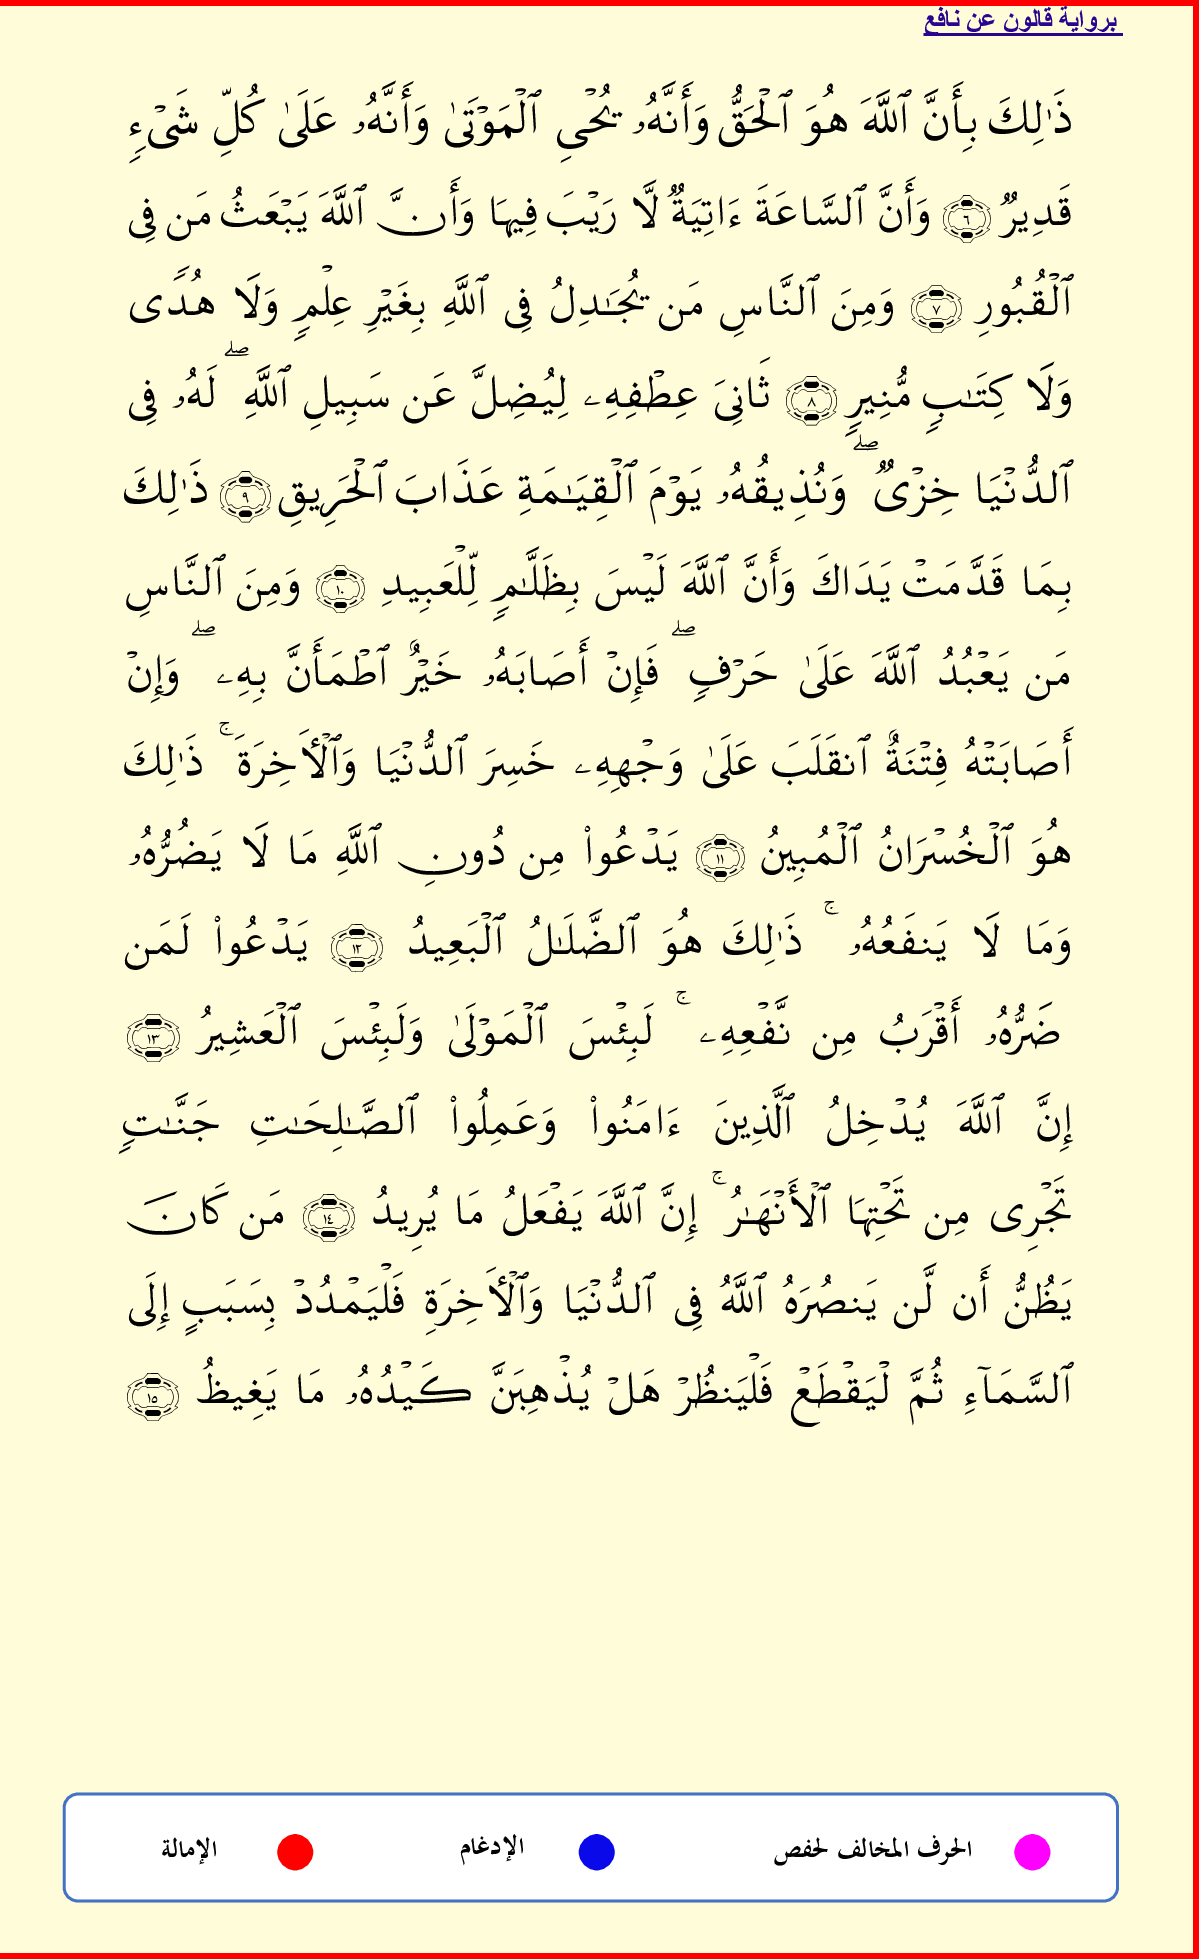 برواية قالون عن نافع
ذَٰلِكَ بِأَنَّ ٱللَّهَ هُوَ ٱلۡحَقُّ وَأَنَّهُۥ يُحۡيِ ٱلۡمَوۡتَىٰ وَأَنَّهُۥ عَلَىٰ كُلِّ شَيۡءٖ
قَدِيرٞ ٦ وَأَنَّ ٱلسَّاعَةَ ءَاتِيَةٞ لَّا رَيۡبَ فِيهَا وَأَنَّ ٱللَّهَ يَبۡعَثُ مَن فِي
ٱلۡقُبُورِ ٧ وَمِنَ ٱلنَّاسِ مَن يُجَٰدِلُ فِي ٱللَّهِ بِغَيۡرِ عِلۡمٖ وَلَا هُدٗى
وَلَا كِتَٰبٖ مُّنِيرٖ ٨ ثَانِيَ عِطۡفِهِۦ لِيُضِلَّ عَن سَبِيلِ ٱللَّهِۖ لَهُۥ فِي
ٱلدُّنۡيَا خِزۡيٞۖ وَنُذِيقُهُۥ يَوۡمَ ٱلۡقِيَٰمَةِ عَذَابَ ٱلۡحَرِيقِ ٩ ذَٰلِكَ
بِمَا قَدَّمَتۡ يَدَاكَ وَأَنَّ ٱللَّهَ لَيۡسَ بِظَلَّٰمٖ لِّلۡعَبِيدِ ١٠ وَمِنَ ٱلنَّاسِ
مَن يَعۡبُدُ ٱللَّهَ عَلَىٰ حَرۡفٖۖ فَإِنۡ أَصَابَهُۥ خَيۡرٌ ٱطۡمَأَنَّ بِهِۦۖ وَإِنۡ
أَصَابَتۡهُ فِتۡنَةٌ ٱنقَلَبَ عَلَىٰ وَجۡهِهِۦ خَسِرَ ٱلدُّنۡيَا وَٱلۡأٓخِرَةَۚ ذَٰلِكَ
هُوَ ٱلۡخُسۡرَانُ ٱلۡمُبِينُ ١١ يَدۡعُواْ مِن دُونِ ٱللَّهِ مَا لَا يَضُرُّهُۥ
وَمَا لَا يَنفَعُهُۥۚ ذَٰلِكَ هُوَ ٱلضَّلَٰلُ ٱلۡبَعِيدُ ١٢ يَدۡعُواْ لَمَن
ضَرُّهُۥ أَقۡرَبُ مِن نَّفۡعِهِۦۚ لَبِئۡسَ ٱلۡمَوۡلَىٰ وَلَبِئۡسَ ٱلۡعَشِيرُ ١٣
إِنَّ ٱللَّهَ يُدۡخِلُ ٱلَّذِينَ ءَامَنُواْ وَعَمِلُواْ ٱلصَّٰلِحَٰتِ جَنَّٰتٖ
تَجۡرِي مِن تَحۡتِهَا ٱلۡأَنۡهَٰرُۚ إِنَّ ٱللَّهَ يَفۡعَلُ مَا يُرِيدُ ١٤ مَن كَانَ
يَظُنُّ أَن لَّن يَنصُرَهُ ٱللَّهُ فِي ٱلدُّنۡيَا وَٱلۡأٓخِرَةِ فَلۡيَمۡدُدۡ بِسَبَبٍ إِلَى
ٱلسَّمَآءِ ثُمَّ لۡيَقۡطَعۡ فَلۡيَنظُرۡ هَلۡ يُذۡهِبَنَّ كَيۡدُهُۥ مَا يَغِيظُ ١٥
الحرف المخالف لحفص الإدغام الإمالة